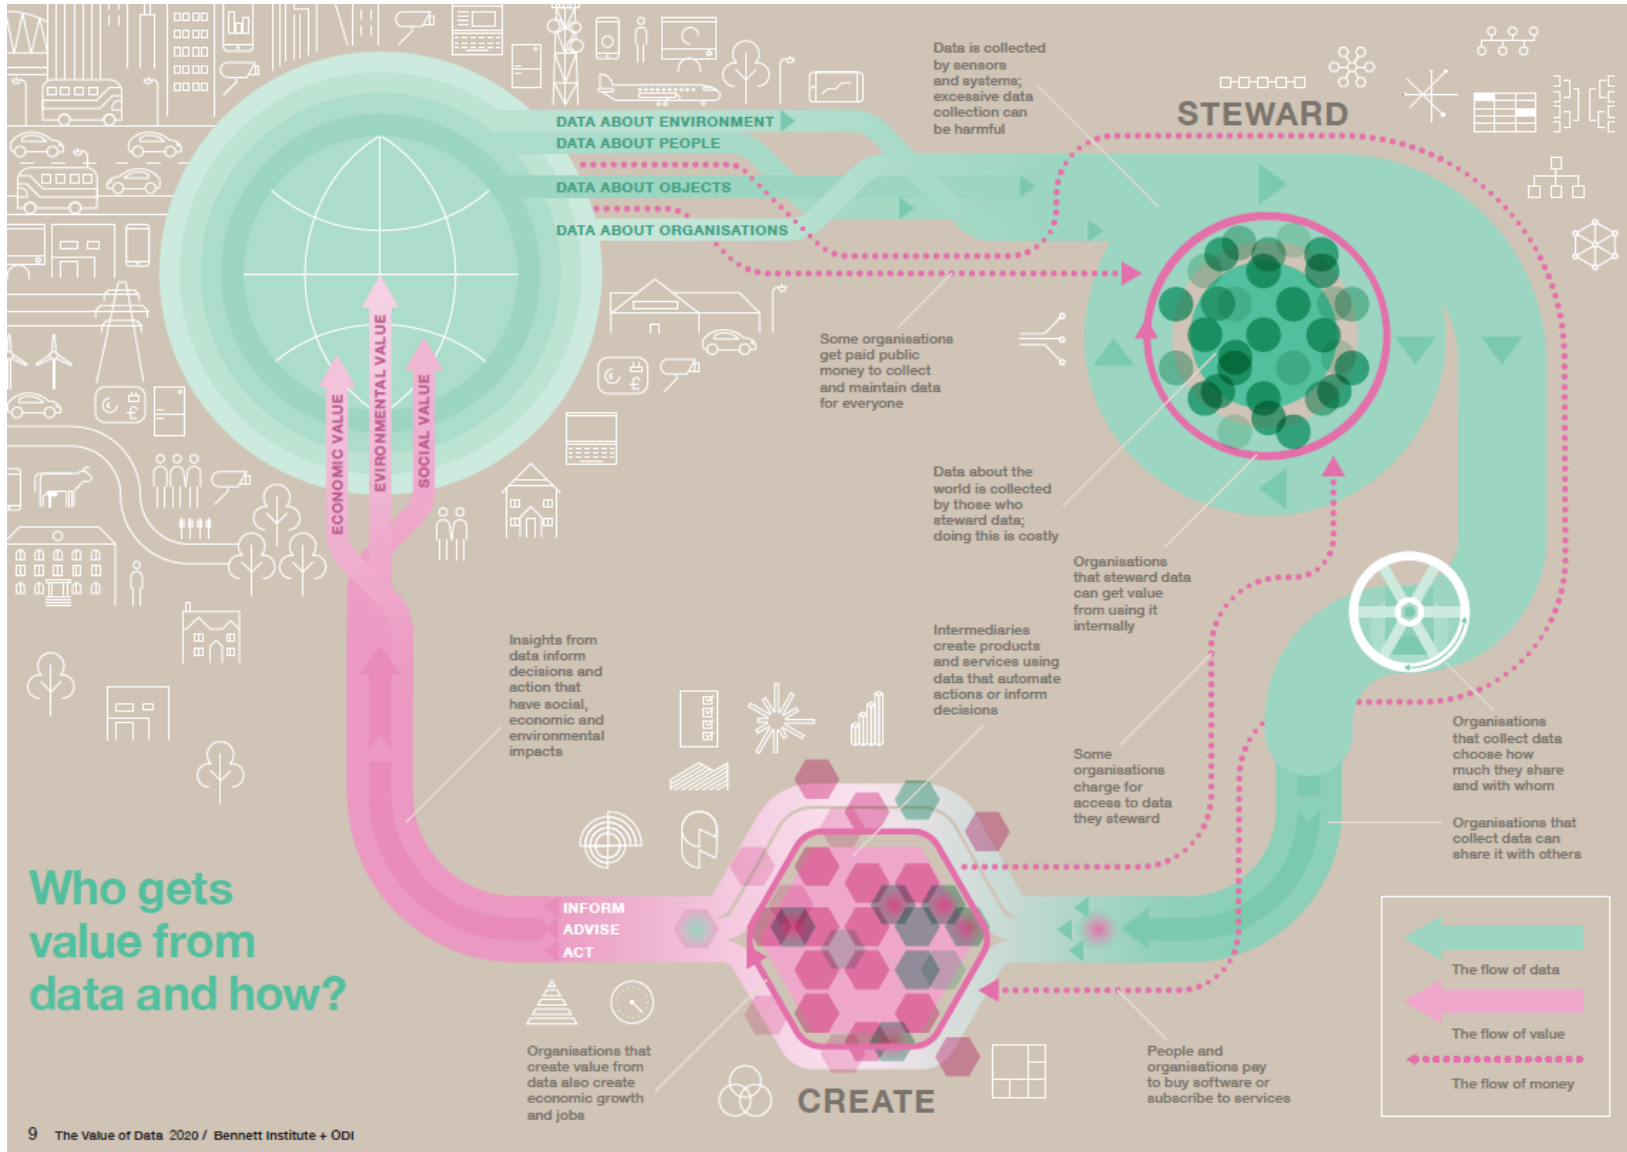 DATA ABOUT ENVIRONMENT
DATA ABOUT PEOPLE
DATA ABOUT OBJECTS
DATA ABOUT ORGANISATIONS
Data is collected
by sensors
and systems;
excessive data
collection can
be harmful
STEWARD
Some organisations
get paid public
money to collect
and maintain data
for everyone
ECONOMIC VALUE
EVIRONMENTAL VALUE
SOCIAL VALUE
Data about the
world is collected
by those who
steward data;
doing this is costly
Organisations
that steward data
can get value
from using it
internally
Insights from
data inform
decisions and
action that
have social,
economic and
environmental
impacts
Intermediaries
create products
and services using
data that automate
actions or inform
decisions
Some
organisations
charge for
access to data
they steward
Organisations
that collect data
choose how
much they share
and with whom
Organisations that
collect data can
share it with others
Who gets
value from
data and how?
INFORM
ADVISE
ACT
The flow of data
The flow of value
The flow of money
Organisations that
create value from
data also create
economic growth
and jobs
CREATE
People and
organisations pay
to buy software or
subscribe to services
9 The Value of Data 2020 / Bennett Institute + ODI